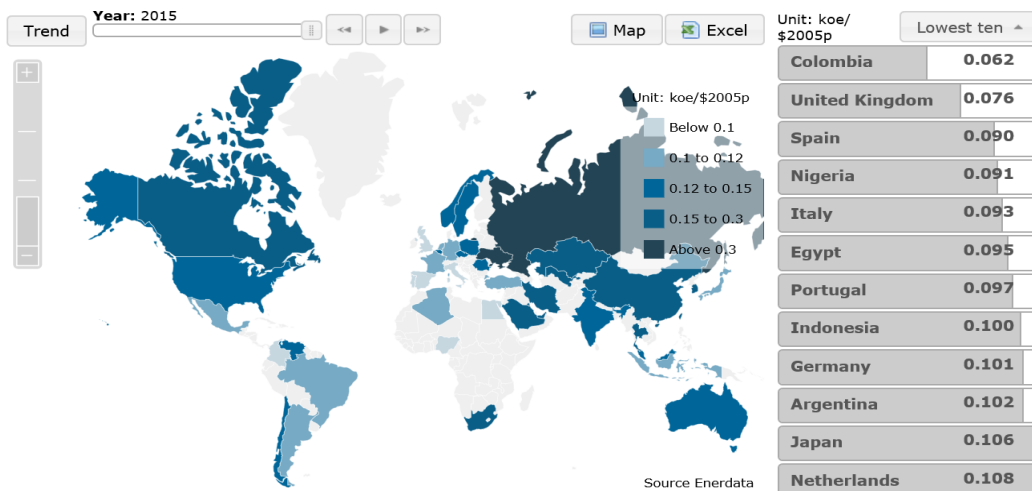 Trend
Year: 2015
Map
Excel
Unit: koe/
$2005p
Lowest ten
Unit: koe/$2005p
Below 0.1
0.1 to 0.12
0.12 to 0.15
0.15 to 0.3
Above 0.3
Source Enerdata
Colombia 0.062
United Kingdom 0.076
Spain 0.090
Nigeria 0.091
Italy 0.093
Egypt 0.095
Portugal 0.097
Indonesia 0.100
Germany 0.101
Argentina 0.102
Japan 0.106
Netherlands 0.108